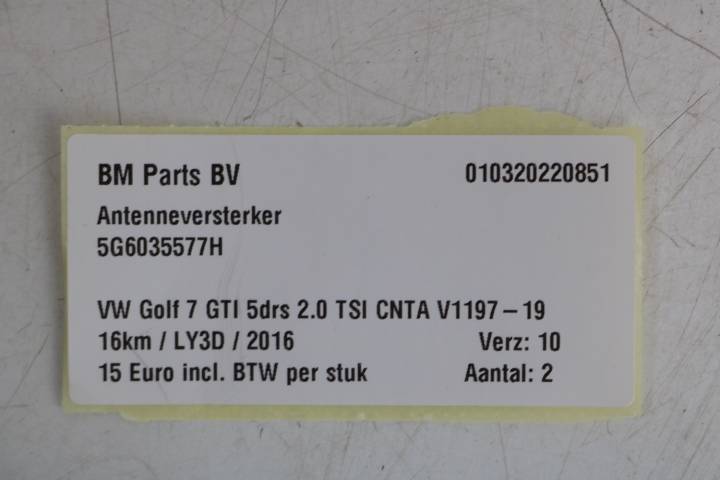 BM Parts BV 010320220851
Antenneversterker
5G6035577H
VW Golf 7 GTI 5drs 2.0 TSI CNTA V1197 – 19
16km / LY3D / 2016 Verz: 10
15 Euro incl. BTW per stuk Aantal: 2